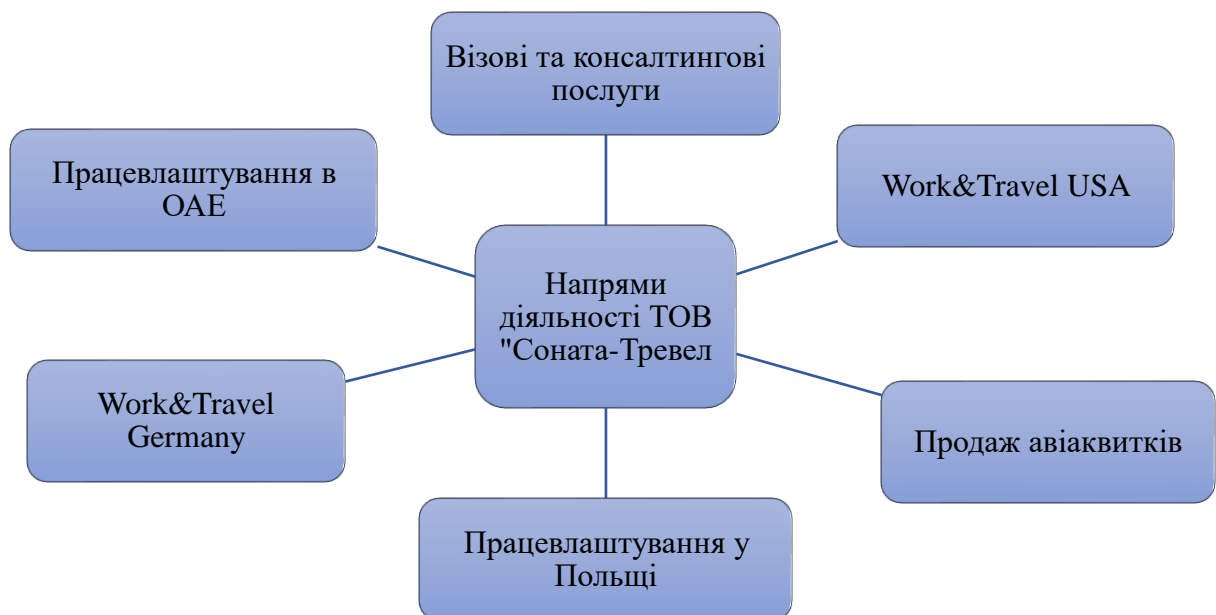 Візові та консалтингові
послуги
Працевлаштування в
ОАЕ
Work&Travel USA
Напрями
діяльності ТОВ
"Соната-Тревел
Work&Travel
Germany
Продаж авіаквитків
Працевлаштування у
Польщі